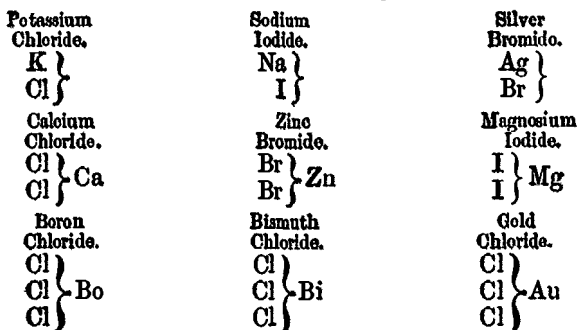 Potassium Sodium Silver
Chloride. Iodide. Bromide.
K } Na } Ag }
Cl } I } Br }
Calcium Zinc Magnesium
Chloride. Bromide. Iodide.
Cl } Ca Br } Zn I } Mg
Cl } Br } I }
Boron Bismuth Gold
Chloride. Chloride. Chloride.
Cl } Cl } Cl }
Cl } Bo Cl } Bi Cl } Au
Cl } Cl } Cl }